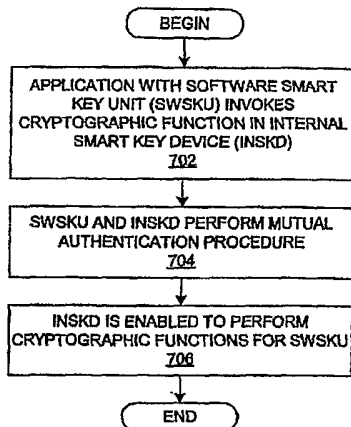 BEGIN
APPLICATION WITH SOFTWARE SMART
KEY UNIT (SWSKU) INVOKES
CRYPTOGRAPHIC FUNCTION IN INTERNAL
SMART KEY DEVICE (INSKD)
702
SWSKU AND INSKD PERFORM MUTUAL
AUTHENTICATION PROCEDURE
704
INSKD IS ENABLED TO PERFORM
CRYPTOGRAPHIC FUNCTIONS FOR SWSKU
706
END